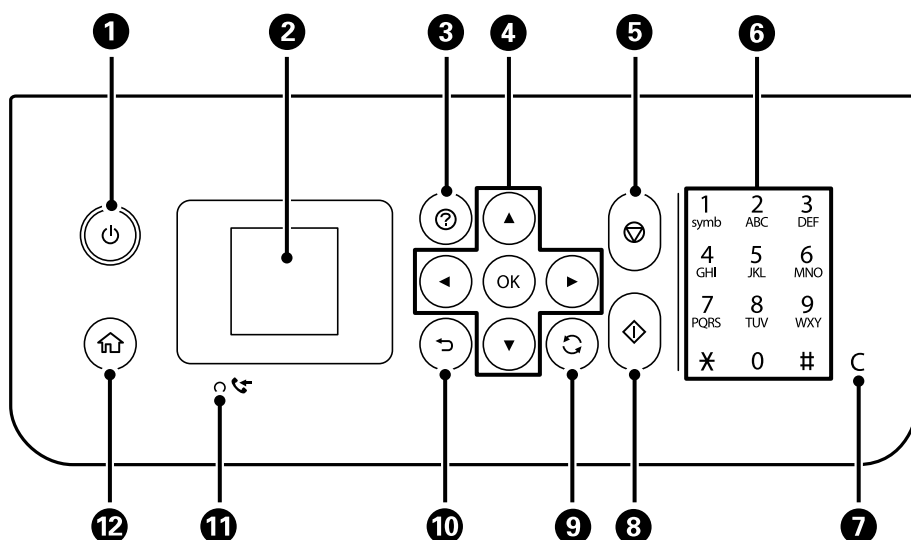 1 2 3 4 5 6
?
OK
1 2 3
symb ABC DEF
4 5 6
GHI JKL MNO
7 8 9
PQRS TUV WXY
* 0 #
C
12 11 10 9 8 7